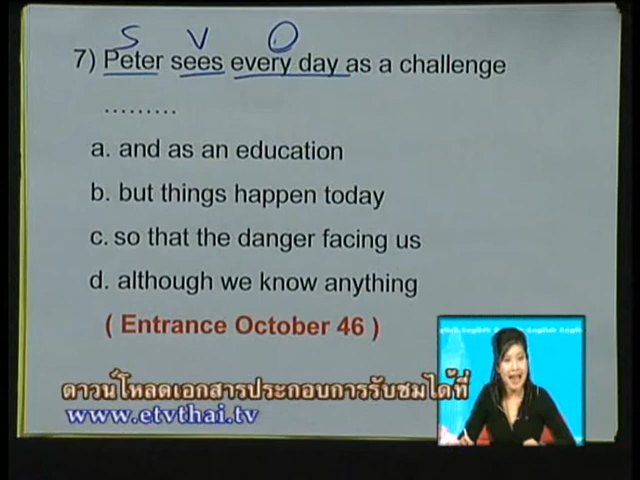 S V O
7) Peter sees every day as a challenge
.........
a. and as an education
b. but things happen today
c. so that the danger facing us
d. although we know anything
( Entrance October 46 )
ดาวน์โหลดเอกสารประกอบการรับชมได้ที่
www.etvthai.tv